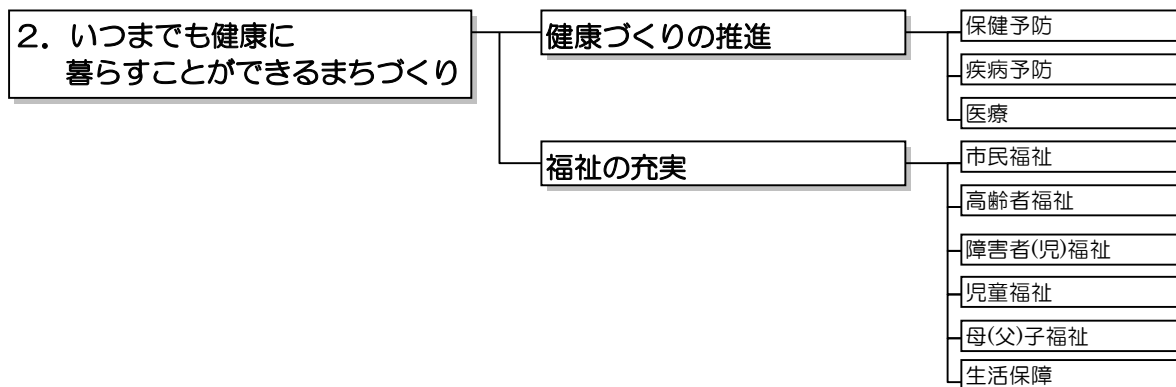 2．いつまでも健康に
暮らすことができるまちづくり
健康づくりの推進
保健予防
疾病予防
医療
福祉の充実
市民福祉
高齢者福祉
障害者(児)福祉
児童福祉
母(父)子福祉
生活保障